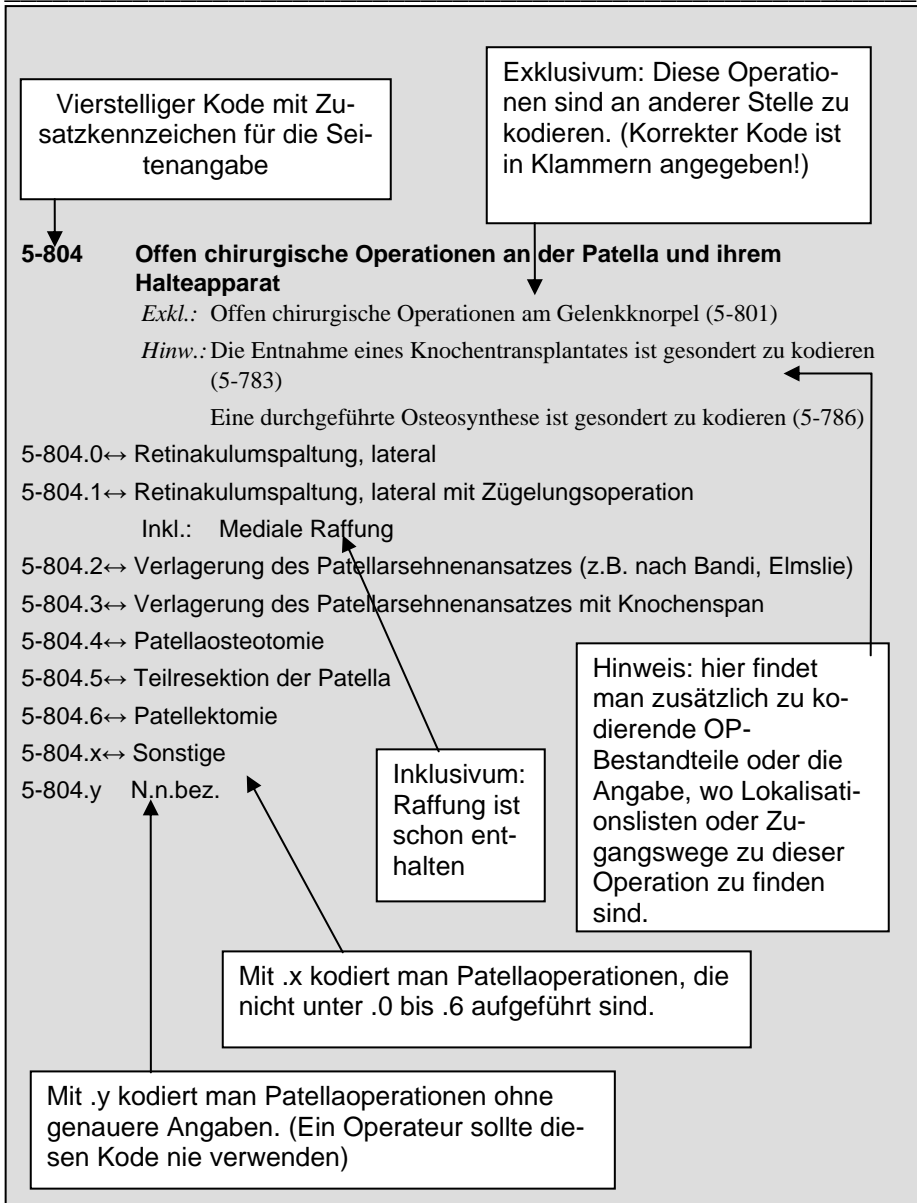 Vierstelliger Kode mit Zu-
satzkennzeichen für die Sei-
tenangabe
Exklusivum: Diese Operatio-
nen sind an anderer Stelle zu
kodieren. (Korrekter Kode ist
in Klammern angegeben!)
5-804 Offen chirurgische Operationen an der Patella und ihrem
Halteapparat
Exkl.: Offen chirurgische Operationen am Gelenkknorpel (5-801)
Hinw.: Die Entnahme eines Knochentransplantates ist gesondert zu kodieren
(5-783)
Eine durchgeführte Osteosynthese ist gesondert zu kodieren (5-786)
5-804.0↔ Retinakulumspaltung, lateral
5-804.1↔ Retinakulumspaltung, lateral mit Zügelungsoperation
Inkl.: Mediale Raffung
5-804.2↔ Verlagerung des Patellarsehnenansatzes (z.B. nach Bandi, Elmslie)
5-804.3↔ Verlagerung des Patellarsehnenansatzes mit Knochenspan
5-804.4↔ Patellaosteotomie
5-804.5↔ Teilresektion der Patella
5-804.6↔ Patellektomie
5-804.x↔ Sonstige
5-804.y N.n.bez.
Inklusivum:
Raffung ist
schon ent-
halten
Hinweis: hier findet
man zusätzlich zu ko-
dierende OP-
Bestandteile oder die
Angabe, wo Lokalisati-
onslisten oder Zu-
gangswege zu dieser
Operation zu finden
sind.
Mit .x kodiert man Patellaoperationen, die
nicht unter .0 bis .6 aufgeführt sind.
Mit .y kodiert man Patellaoperationen ohne
genauere Angaben. (Ein Operateur sollte die-
sen Kode nie verwenden)